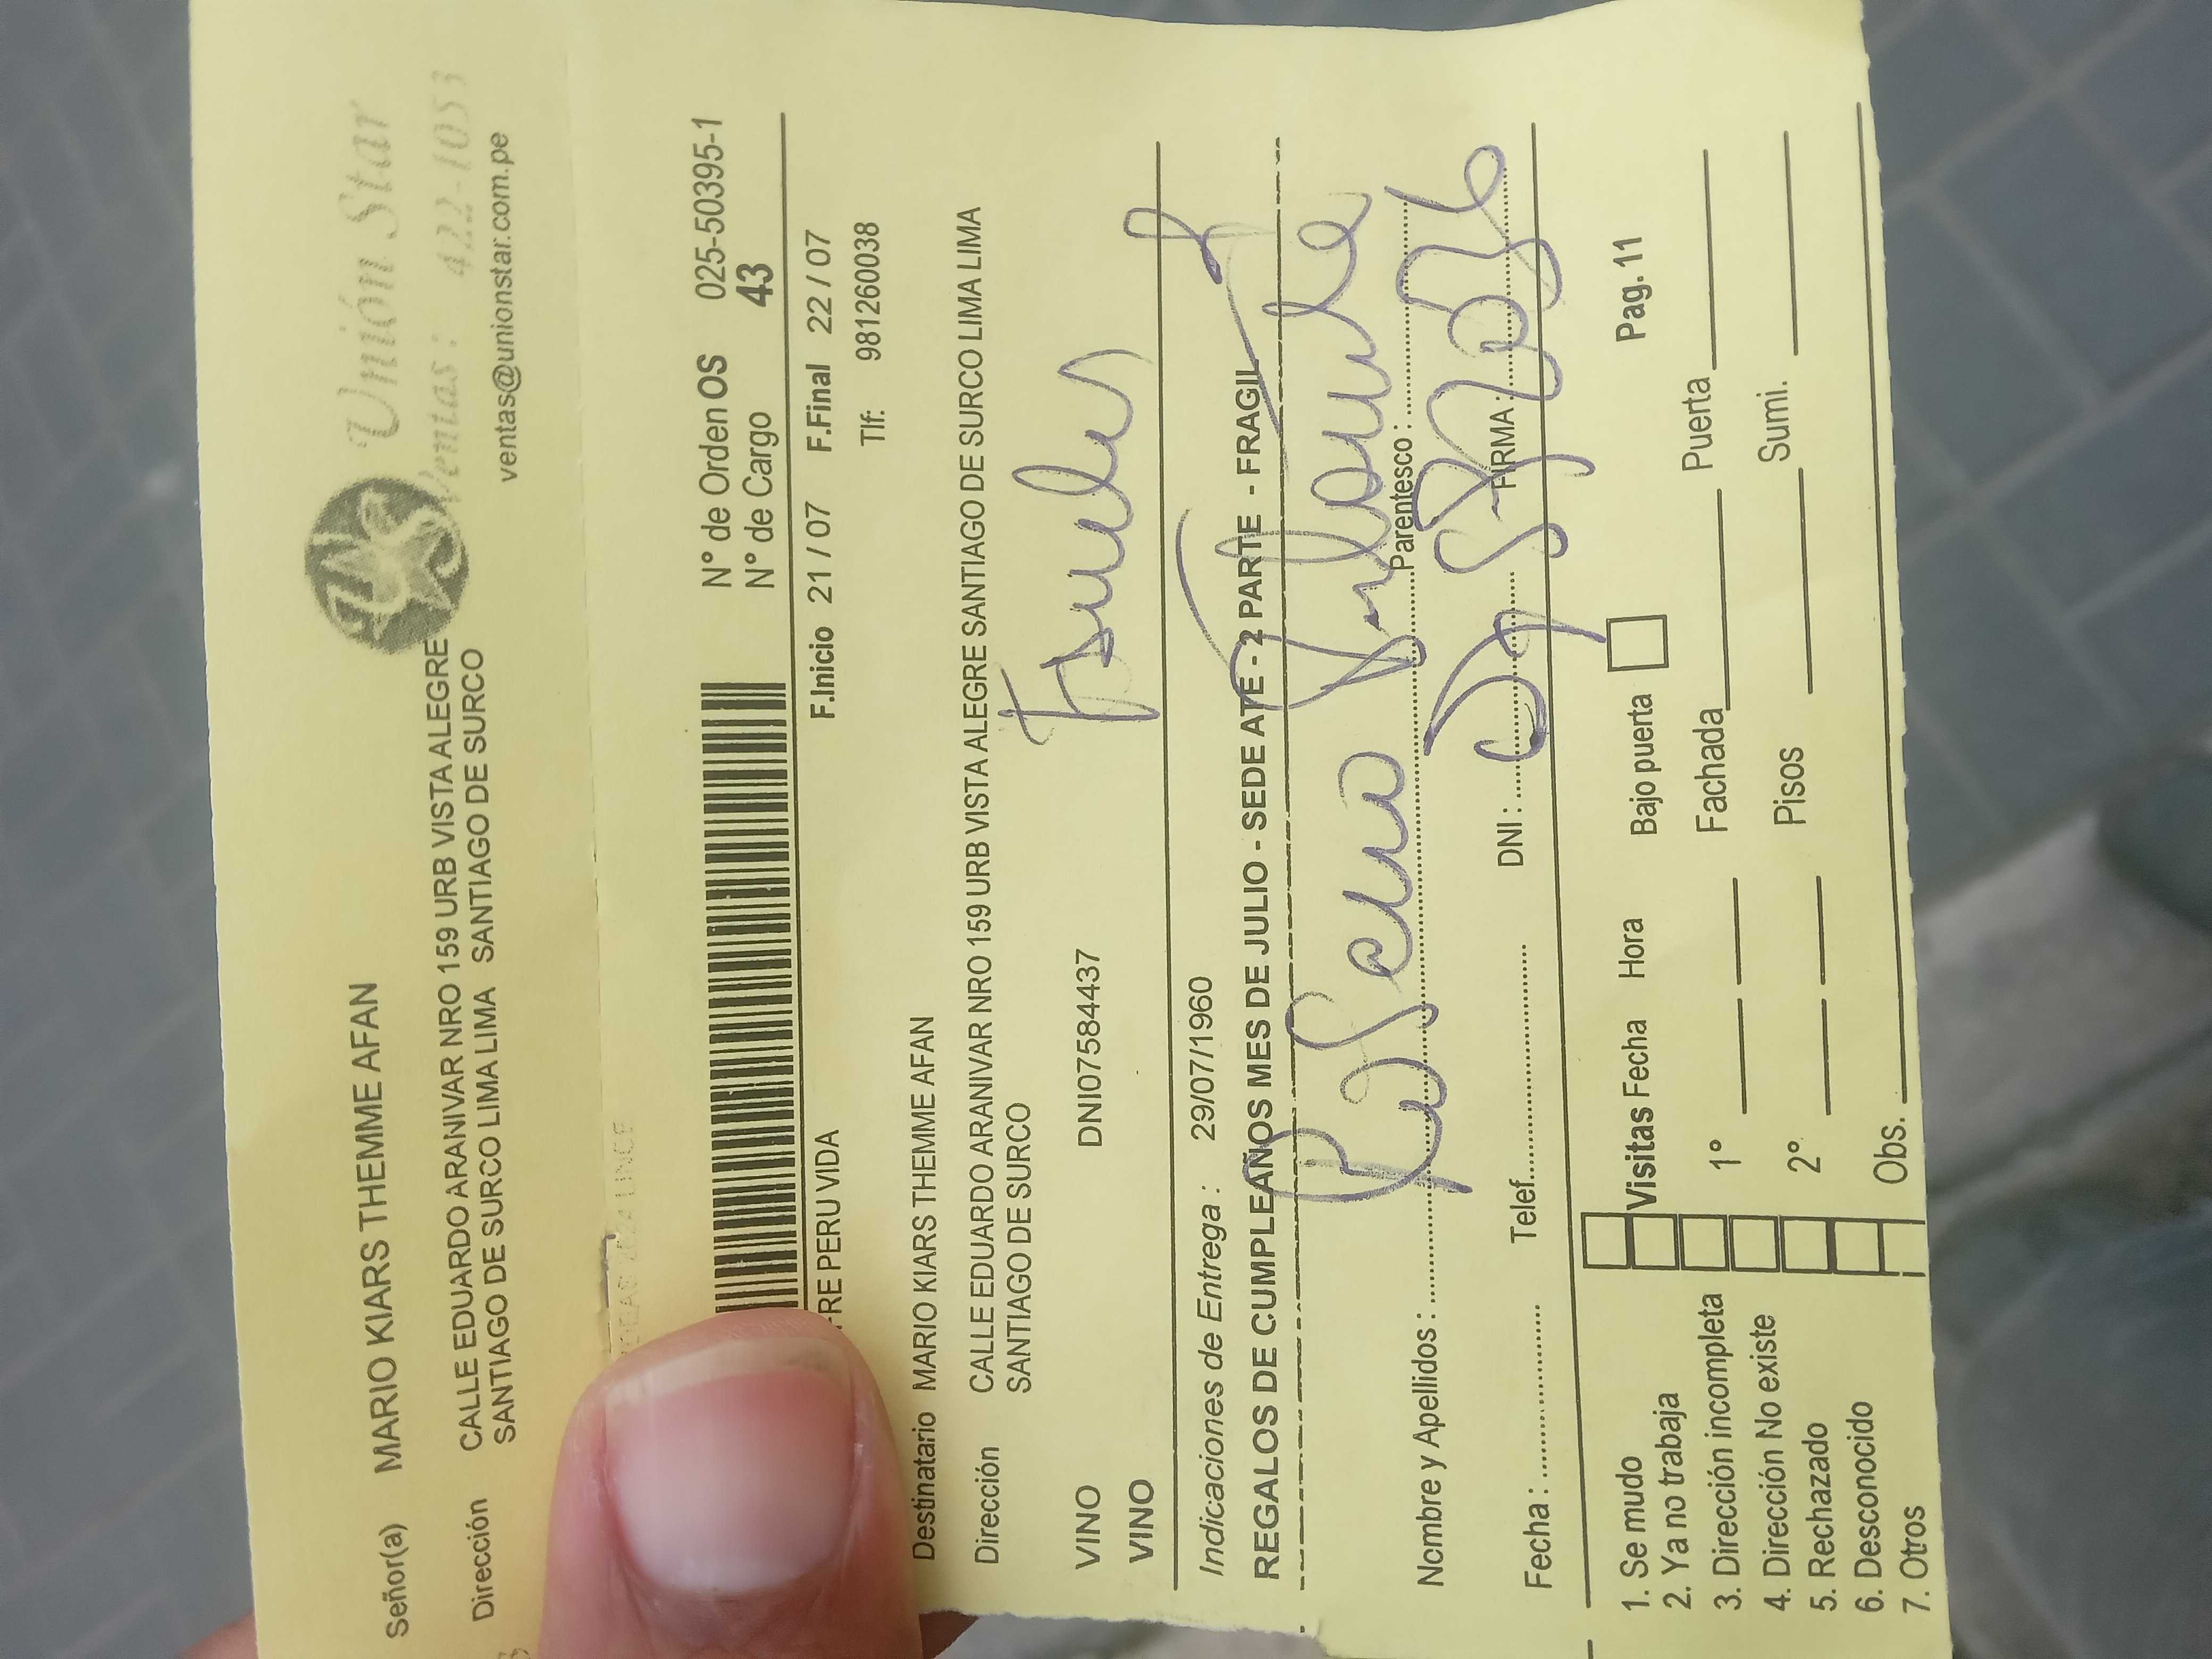 Unión Star
Ventas: 422-1053
ventas@unionstar.com.pe
Señor(a) MARIO KIARS THEMME AFAN
Dirección CALLE EDUARDO ARANIVAR NRO 159 URB VISTA ALEGRE
SANTIAGO DE SURCO LIMA LIMA SANTIAGO DE SURCO
N° de Orden OS 025-50395-1
N° de Cargo 43
FRE PERU VIDA F.Inicio 21 / 07 F.Final 22 / 07
Tlf: 981260038
Destinatario MARIO KIARS THEMME AFAN
Dirección CALLE EDUARDO ARANIVAR NRO 159 URB VISTA ALEGRE SANTIAGO DE SURCO LIMA LIMA
SANTIAGO DE SURCO
VINO DNI07584437
VINO
Indicaciones de Entrega : 29/07/1960
REGALOS DE CUMPLEAÑOS MES DE JULIO - SEDE ATE - 2 PARTE - FRAGIL
Nombre y Apellidos : Parentesco :
Fecha : Telef. DNI : FIRMA :
1. Se mudo
2. Ya no trabaja
3. Dirección incompleta
4. Dirección No existe
5. Rechazado
6. Desconocido
7. Otros
Visitas Fecha Hora Bajo puerta Pag. 11
1° Fachada Puerta
2° Pisos Sumi.
Obs.